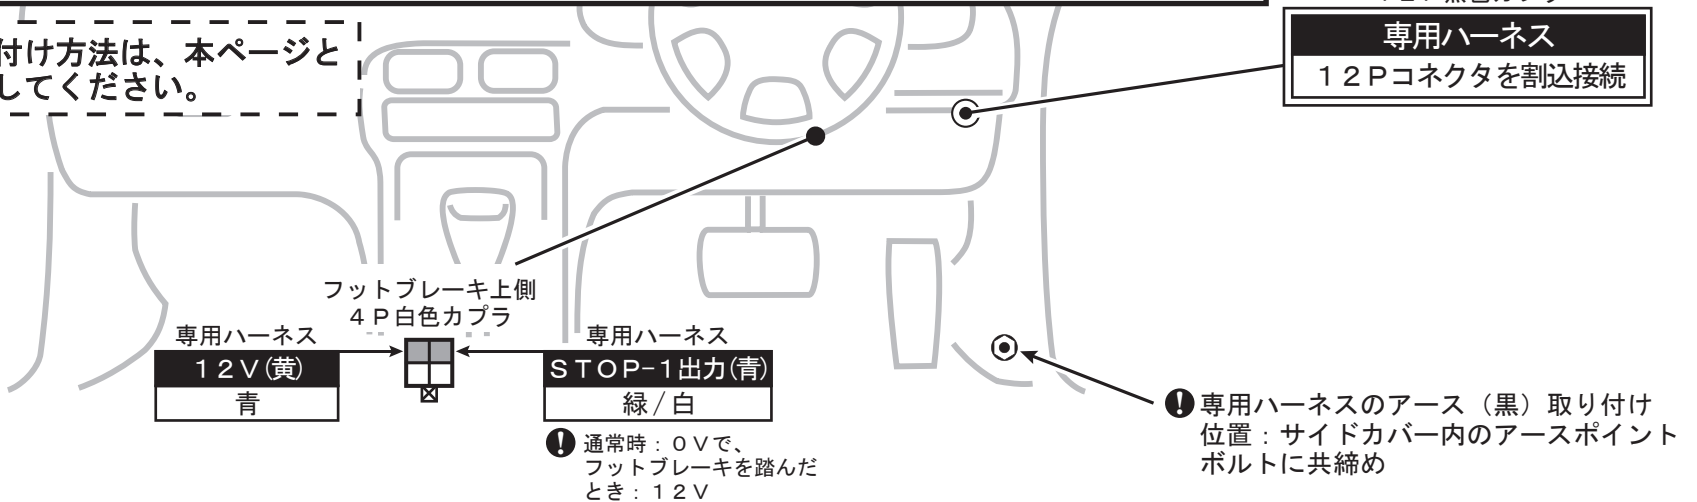 付け方法は、本ページと
してください。
専用ハーネス
１２Ｐコネクタを割込接続
フットブレーキ上側
４Ｐ白色カプラ
専用ハーネス
１２Ｖ(黄)
青
専用ハーネス
ＳＴＯＰ−１出力(青)
緑/白
通常時：０Ｖで、
フットブレーキを踏んだ
とき：１２Ｖ
専用ハーネスのアース（黒）取り付け
位置：サイドカバー内のアースポイント
ボルトに共締め